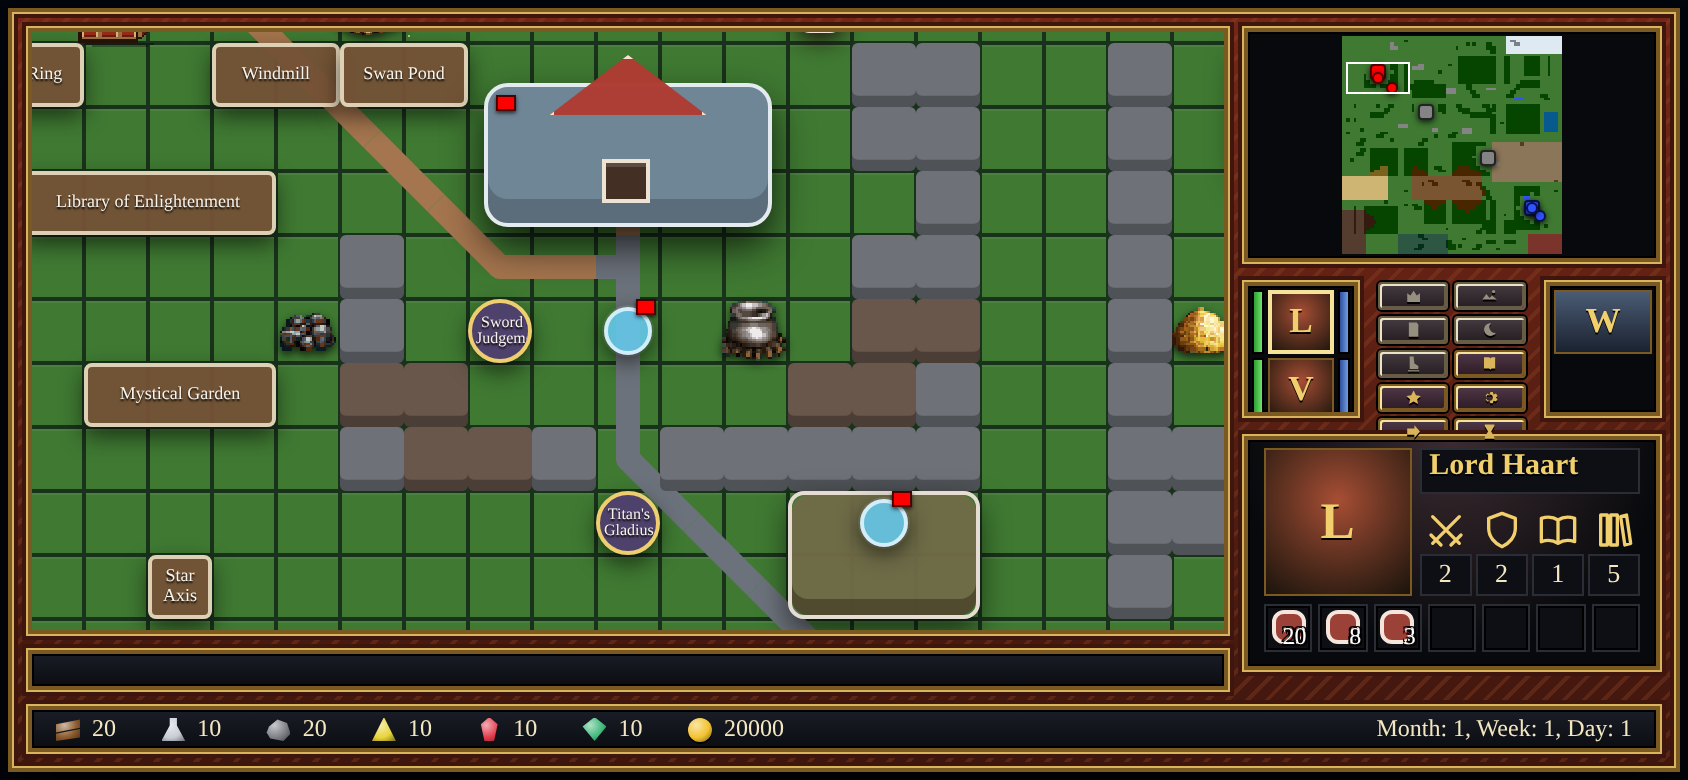 Ring
Windmill
Swan Pond
Library of Enlightenment
Sword
Judgem
Mystical Garden
Titan's
Gladius
Star
Axis
L
V
W
L
Lord Haart
2 2 1 5
20 8 3
20 10 20 10 10 10 20000
Month: 1, Week: 1, Day: 1